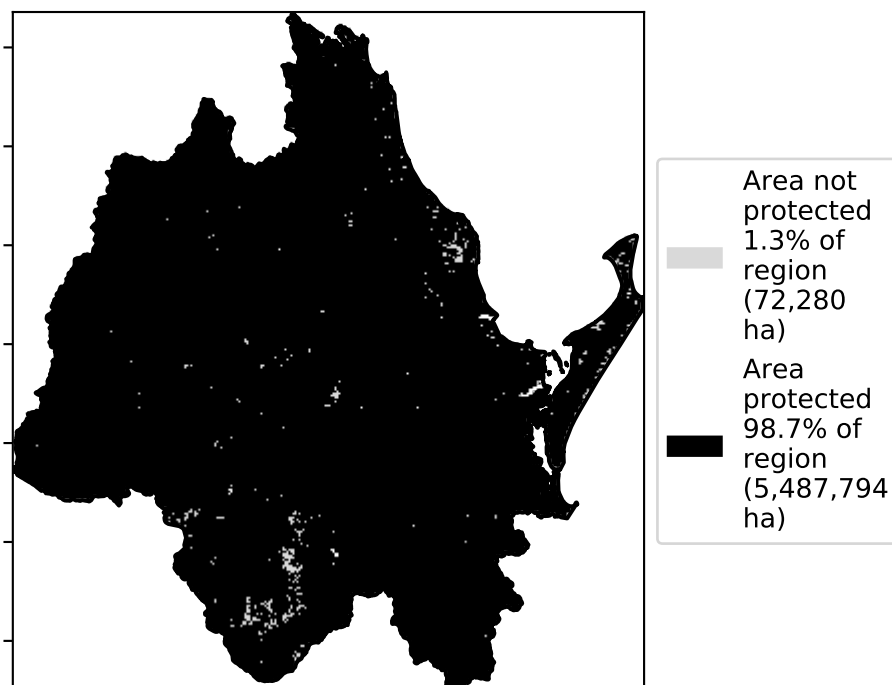 Area not
protected
1.3% of
region
(72,280
ha)
Area
protected
98.7% of
region
(5,487,794
ha)